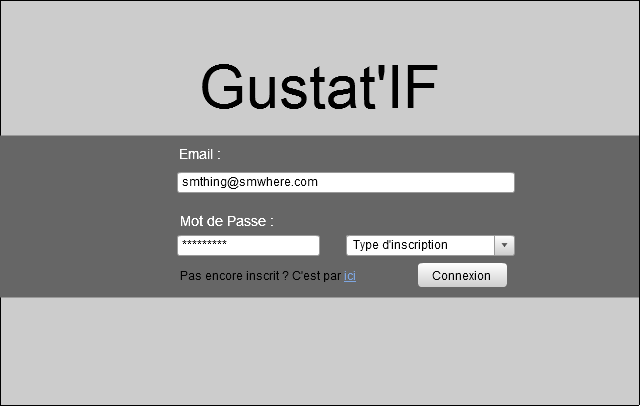 Gustat'IF
Email :
smthing@smwhere.com
Mot de Passe :
********* Type d'inscription
Pas encore inscrit ? C'est par ici Connexion